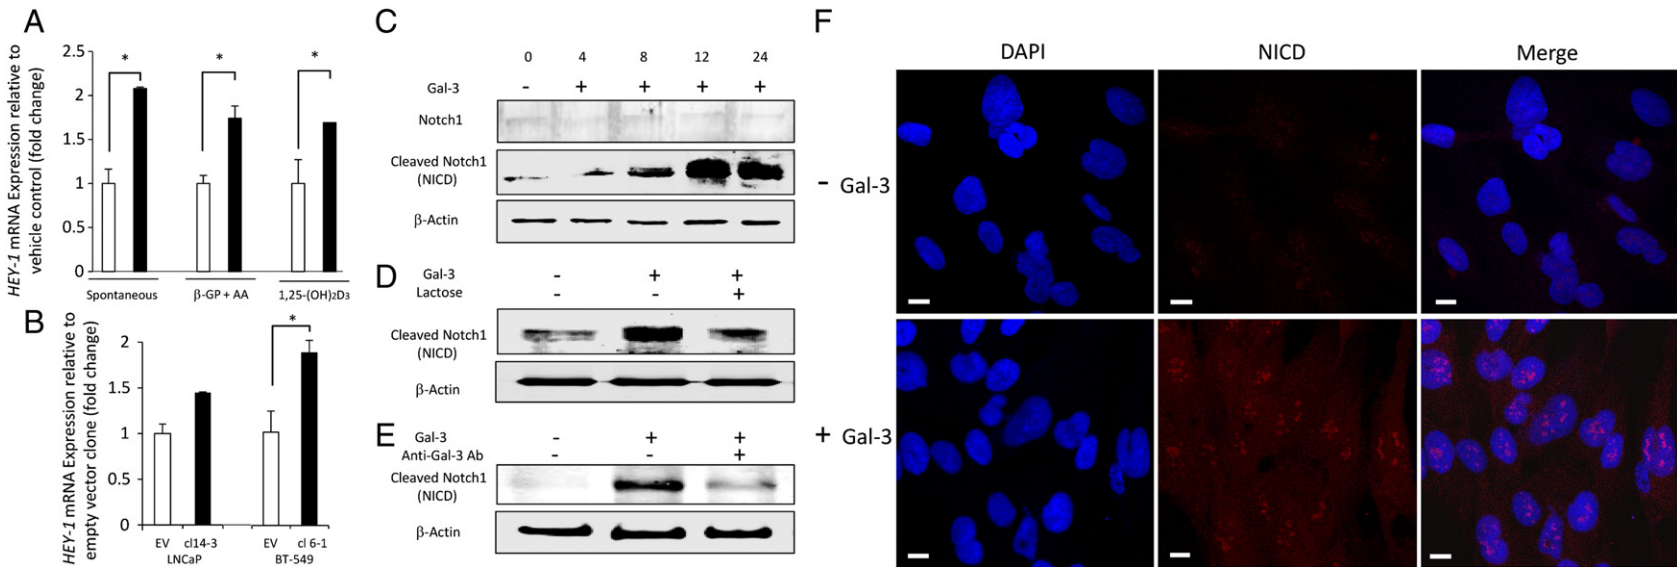 A
HEY-1 mRNA Expression relative to
vehicle control (fold change)
2.5
2
1.5
1
0.5
0
*
*
*
Spontaneous
β-GP + AA
1,25-(OH)2D3
B
HEY-1 mRNA Expression relative to
empty vector clone (fold change)
2
1.5
1
0.5
0
*
EV cl14-3 EV cl 6-1
LNCaP BT-549
C
0 4 8 12 24
Gal-3 - + + + +
Notch1
Cleaved Notch1
(NICD)
β-Actin
D
Gal-3 - + +
Lactose - - +
Cleaved Notch1
(NICD)
β-Actin
E
Gal-3 - + +
Anti-Gal-3 Ab - - +
Cleaved Notch1
(NICD)
β-Actin
F
DAPI NICD Merge
- Gal-3
+ Gal-3